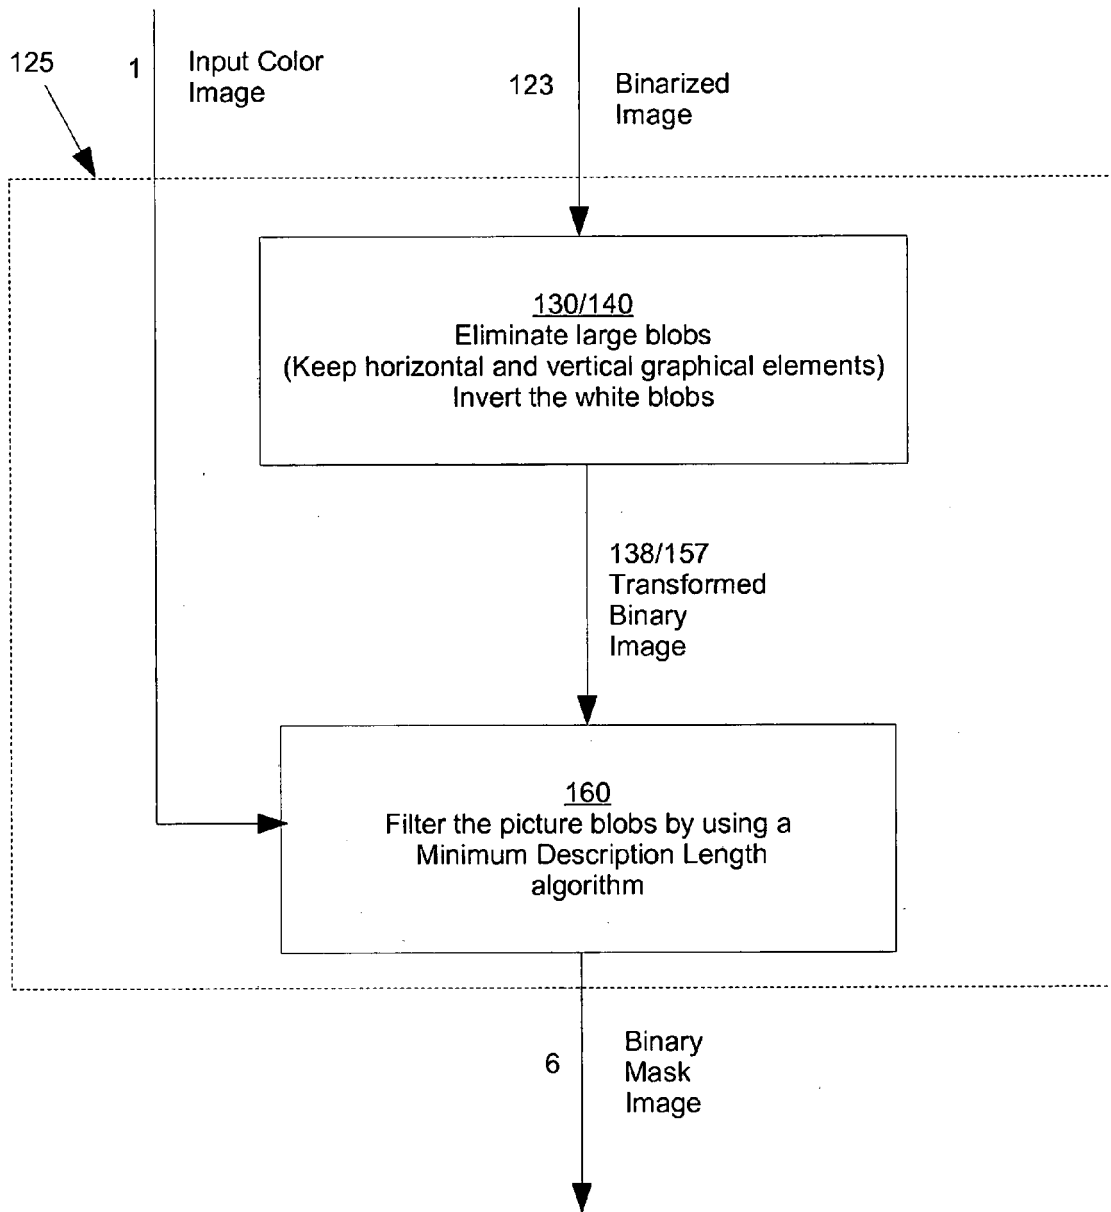 125
1
Input Color
Image
123
Binarized
Image
130/140
Eliminate large blobs
(Keep horizontal and vertical graphical elements)
Invert the white blobs
138/157
Transformed
Binary
Image
160
Filter the picture blobs by using a
Minimum Description Length
algorithm
6
Binary
Mask
Image